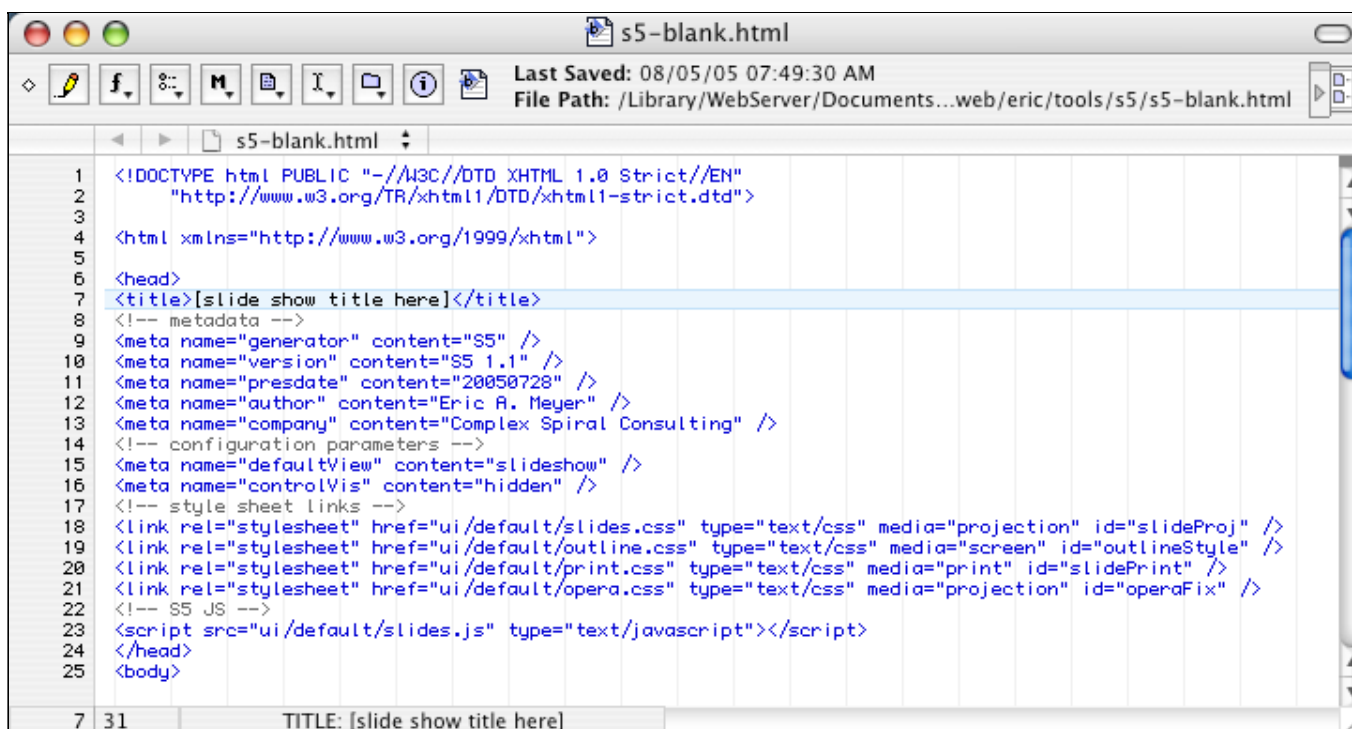 s5-blank.html
Last Saved: 08/05/05 07:49:30 AM
File Path: /Library/WebServer/Documents...web/eric/tools/s5/s5-blank.html
s5-blank.html
1 <!DOCTYPE html PUBLIC "-//W3C//DTD XHTML 1.0 Strict//EN"
2 "http://www.w3.org/TR/xhtml1/DTD/xhtml1-strict.dtd">
3
4 <html xmlns="http://www.w3.org/1999/xhtml">
5
6 <head>
7 <title>[slide show title here]</title>
8 <!-- metadata -->
9 <meta name="generator" content="S5" />
10 <meta name="version" content="S5 1.1" />
11 <meta name="presdate" content="20050728" />
12 <meta name="author" content="Eric A. Meyer" />
13 <meta name="company" content="Complex Spiral Consulting" />
14 <!-- configuration parameters -->
15 <meta name="defaultView" content="slideshow" />
16 <meta name="controlVis" content="hidden" />
17 <!-- style sheet links -->
18 <link rel="stylesheet" href="ui/default/slides.css" type="text/css" media="projection" id="slideProj" />
19 <link rel="stylesheet" href="ui/default/outline.css" type="text/css" media="screen" id="outlineStyle" />
20 <link rel="stylesheet" href="ui/default/print.css" type="text/css" media="print" id="slidePrint" />
21 <link rel="stylesheet" href="ui/default/opera.css" type="text/css" media="projection" id="operaFix" />
22 <!-- S5 JS -->
23 <script src="ui/default/slides.js" type="text/javascript"></script>
24 </head>
25 <body>
7 31 TITLE: [slide show title here]